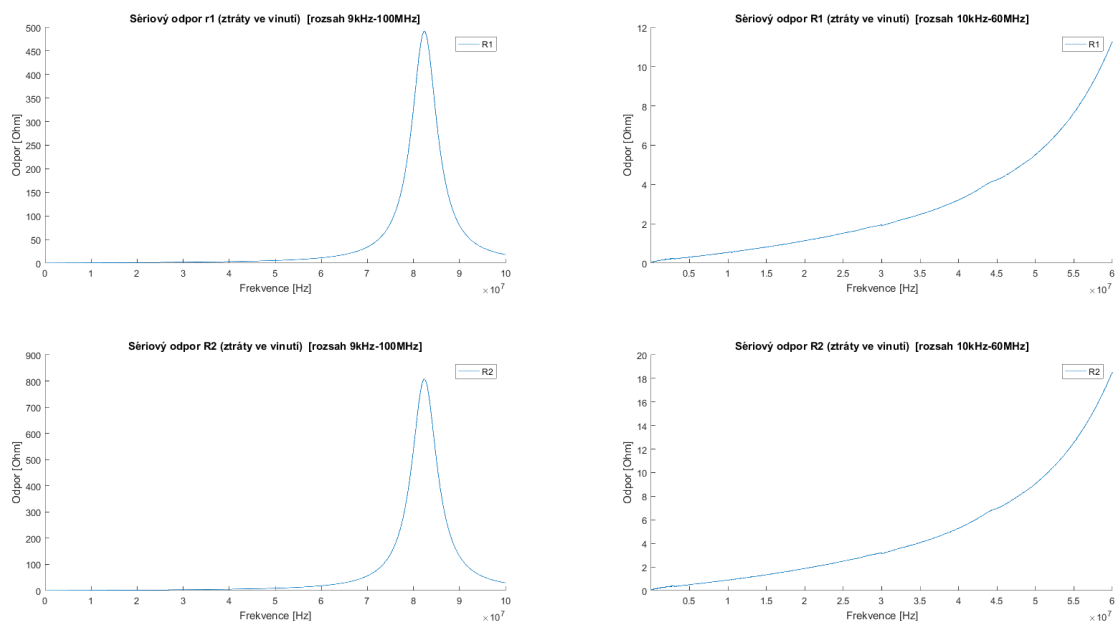 Sériový odpor r1 (ztráty ve vinutí) [rozsah 9kHz-100MHz]
R1
Odpor [Ohm]
500
450
400
350
300
250
200
150
100
50
0
0 1 2 3 4 5 6 7 8 9 10
Frekvence [Hz]
×10^7
Sériový odpor R1 (ztráty ve vinutí) [rozsah 10kHz-60MHz]
R1
Odpor [Ohm]
12
10
8
6
4
2
0
0.5 1 1.5 2 2.5 3 3.5 4 4.5 5 5.5 6
Frekvence [Hz]
×10^7
Sériový odpor R2 (ztráty ve vinutí) [rozsah 9kHz-100MHz]
R2
Odpor [Ohm]
900
800
700
600
500
400
300
200
100
0
0 1 2 3 4 5 6 7 8 9 10
Frekvence [Hz]
×10^7
Sériový odpor R2 (ztráty ve vinutí) [rozsah 10kHz-60MHz]
R2
Odpor [Ohm]
20
18
16
14
12
10
8
6
4
2
0
0.5 1 1.5 2 2.5 3 3.5 4 4.5 5 5.5 6
Frekvence [Hz]
×10^7